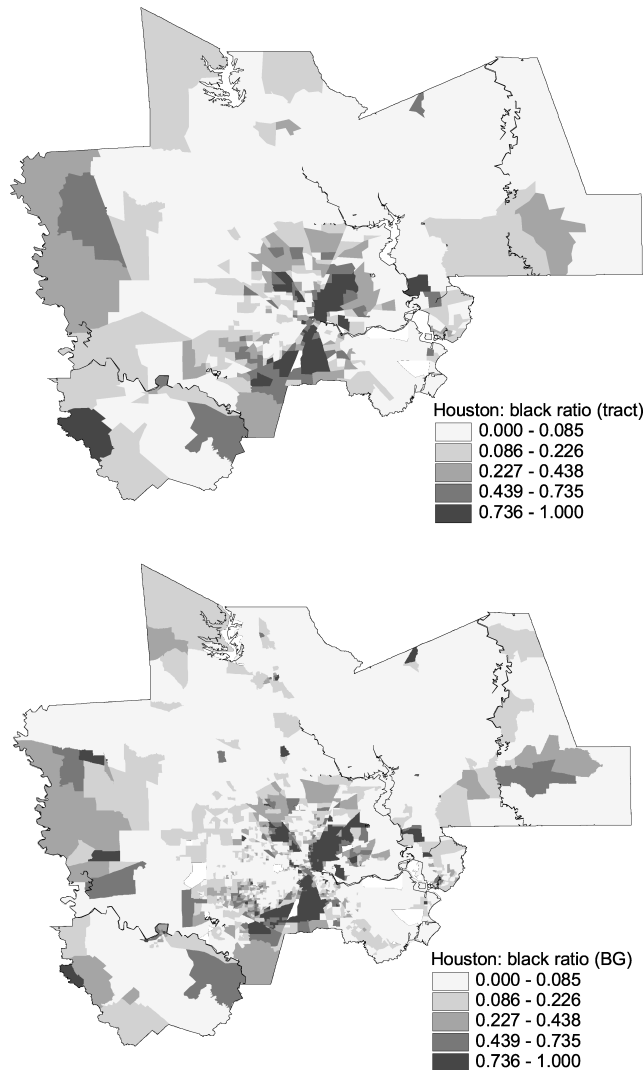 Houston: black ratio (tract)
0.000 - 0.085
0.086 - 0.226
0.227 - 0.438
0.439 - 0.735
0.736 - 1.000
Houston: black ratio (BG)
0.000 - 0.085
0.086 - 0.226
0.227 - 0.438
0.439 - 0.735
0.736 - 1.000